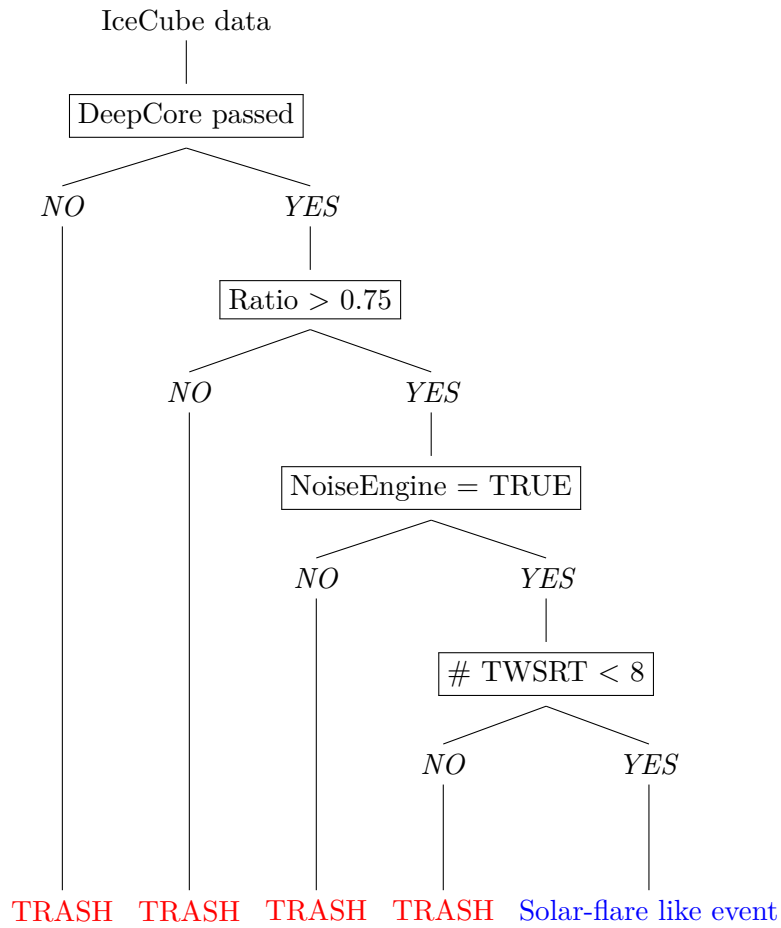 IceCube data
DeepCore passed
NO
YES
Ratio > 0.75
NO
YES
NoiseEngine = TRUE
NO
YES
# TWSRT < 8
NO
YES
TRASH TRASH TRASH TRASH Solar-flare like event